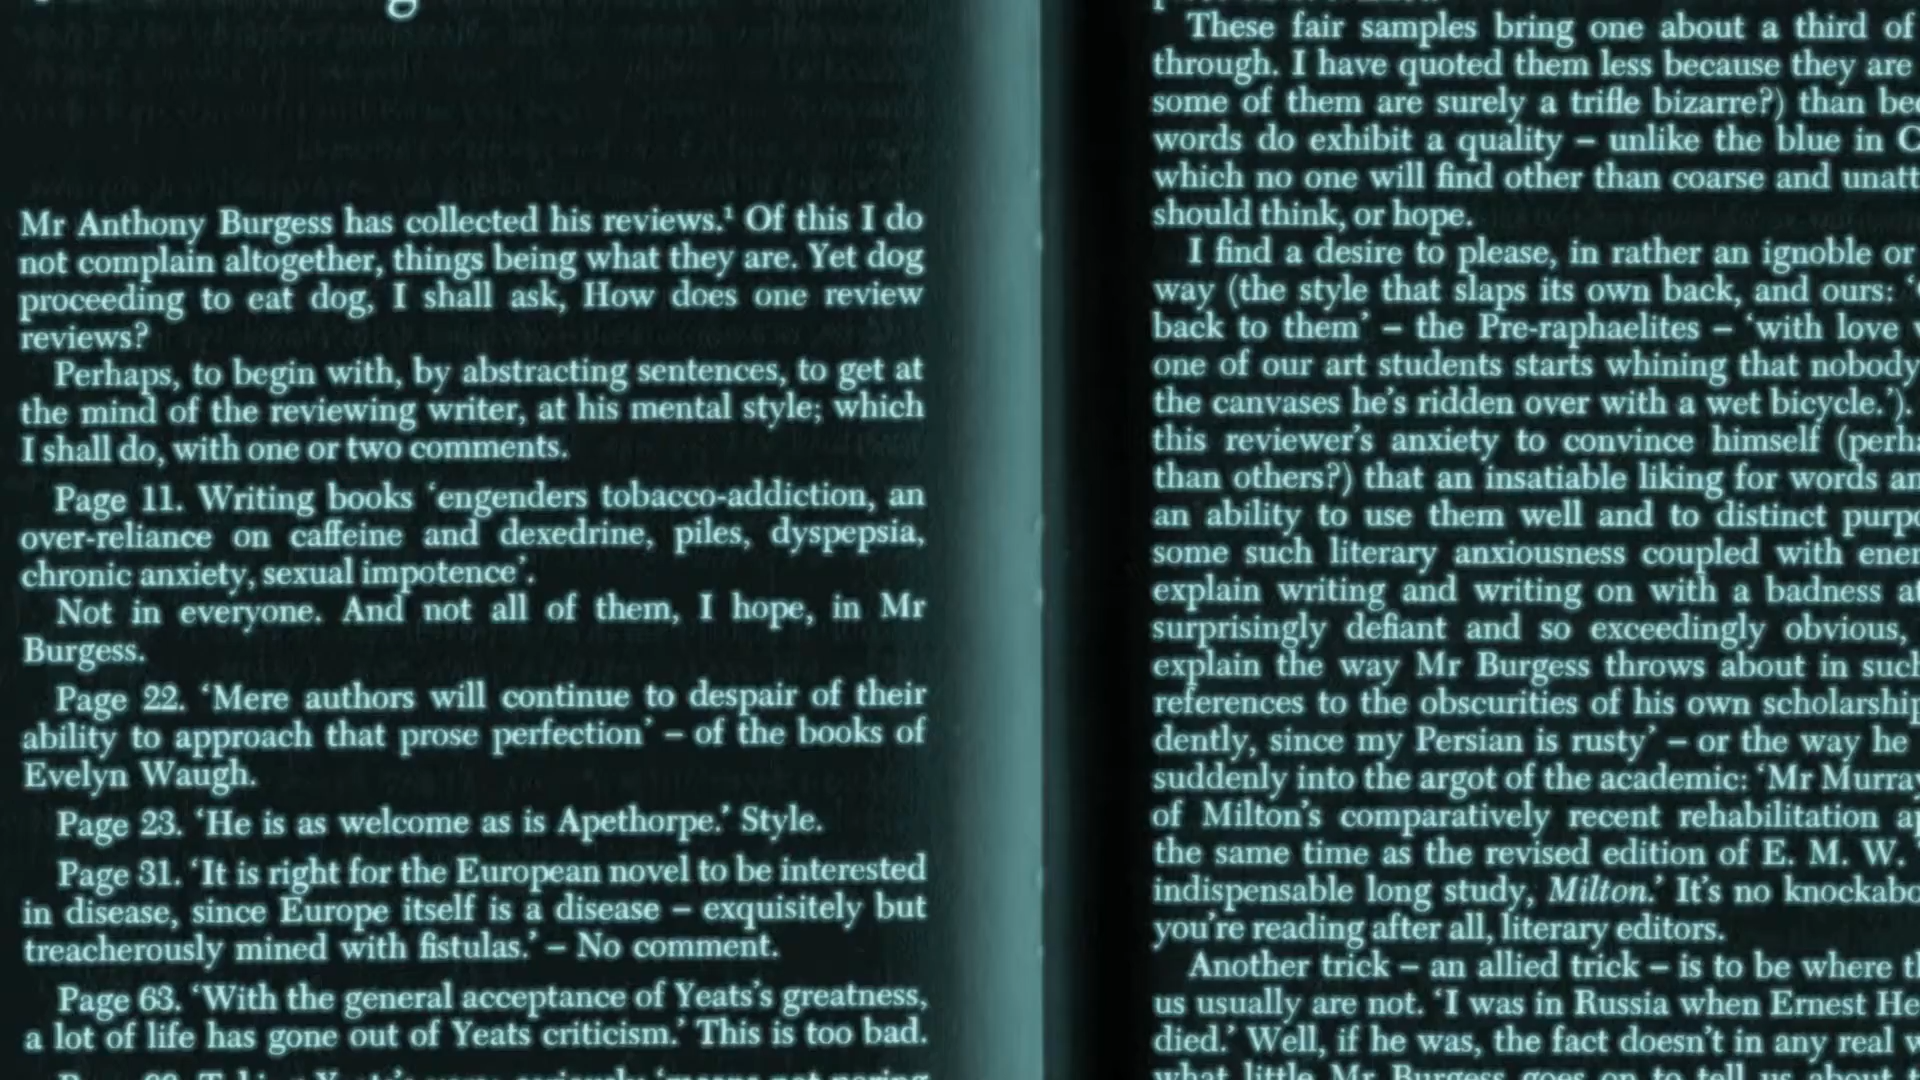 Mr Anthony Burgess has collected his reviews.¹ Of this I do
not complain altogether, things being what they are. Yet dog
proceeding to eat dog, I shall ask, How does one review
reviews?
Perhaps, to begin with, by abstracting sentences, to get at
the mind of the reviewing writer, at his mental style; which
I shall do, with one or two comments.
Page 11. Writing books ‘engenders tobacco-addiction, an
over-reliance on caffeine and dexedrine, piles, dyspepsia,
chronic anxiety, sexual impotence’.
Not in everyone. And not all of them, I hope, in Mr
Burgess.
Page 22. ‘Mere authors will continue to despair of their
ability to approach that prose perfection’ – of the books of
Evelyn Waugh.
Page 23. ‘He is as welcome as is Apethorpe.’ Style.
Page 31. ‘It is right for the European novel to be interested
in disease, since Europe itself is a disease – exquisitely but
treacherously mined with fistulas.’ – No comment.
Page 63. ‘With the general acceptance of Yeats’s greatness,
a lot of life has gone out of Yeats criticism.’ This is too bad.
These fair samples bring one about a third of
through. I have quoted them less because they are
some of them are surely a trifle bizarre?) than
words do exhibit a quality – unlike the blue in
which no one will find other than coarse and
should think, or hope.
I find a desire to please, in rather an ignoble or
way (the style that slaps its own back, and ours:
back to them’ – the Pre-raphaelites – ‘with love
one of our art students starts whining that nobody
the canvases he’s ridden over with a wet bicycle.’).
this reviewer’s anxiety to convince himself
than others?) that an insatiable liking for words
an ability to use them well and to distinct
some such literary anxiousness coupled with
explain writing and writing on with a badness
surprisingly defiant and so exceedingly obvious,
explain the way Mr Burgess throws about in
references to the obscurities of his own
dently, since my Persian is rusty’ – or the way he
suddenly into the argot of the academic: ‘Mr
of Milton’s comparatively recent rehabilitation
the same time as the revised edition of E. M. W.
indispensable long study, Milton.’ It’s no
you’re reading after all, literary editors.
Another trick – an allied trick – is to be where
us usually are not. ‘I was in Russia when Ernest
died.’ Well, if he was, the fact doesn’t in any real
what little Mr Burgess goes on to tell us about